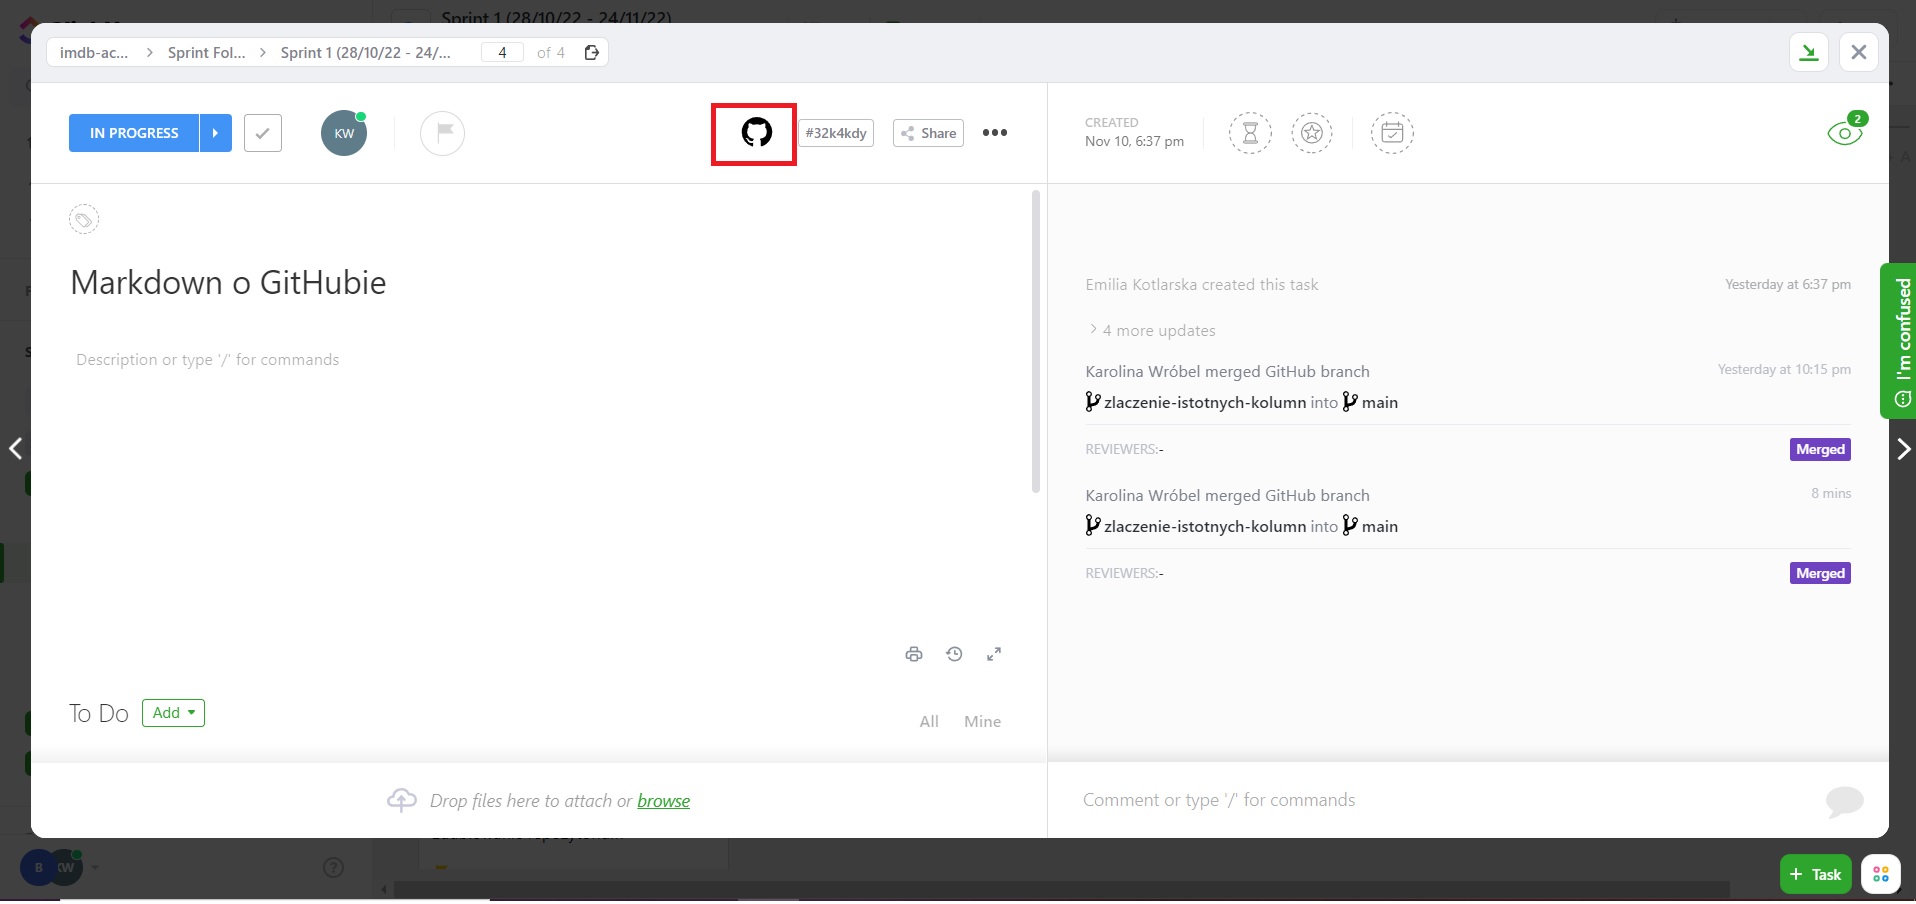 Sprint 1 (28/10/22 - 24/11/22)
imdb-ac... > Sprint Fol... > Sprint 1 (28/10/22 - 24/... 4 of 4
IN PROGRESS
KW
#32k4kdy
Share
CREATED
Nov 10, 6:37 pm
2
Markdown o GitHubie
Description or type '/' for commands
To Do
Add
All Mine
Drop files here to attach or browse
Emilia Kotlarska created this task Yesterday at 6:37 pm
> 4 more updates
Karolina Wróbel merged GitHub branch Yesterday at 10:15 pm
zlaczenie-istotnych-kolumn into main
REVIEWERS:- Merged
Karolina Wróbel merged GitHub branch 8 mins
zlaczenie-istotnych-kolumn into main
REVIEWERS:- Merged
Comment or type '/' for commands
I'm confused
B KW
+ Task